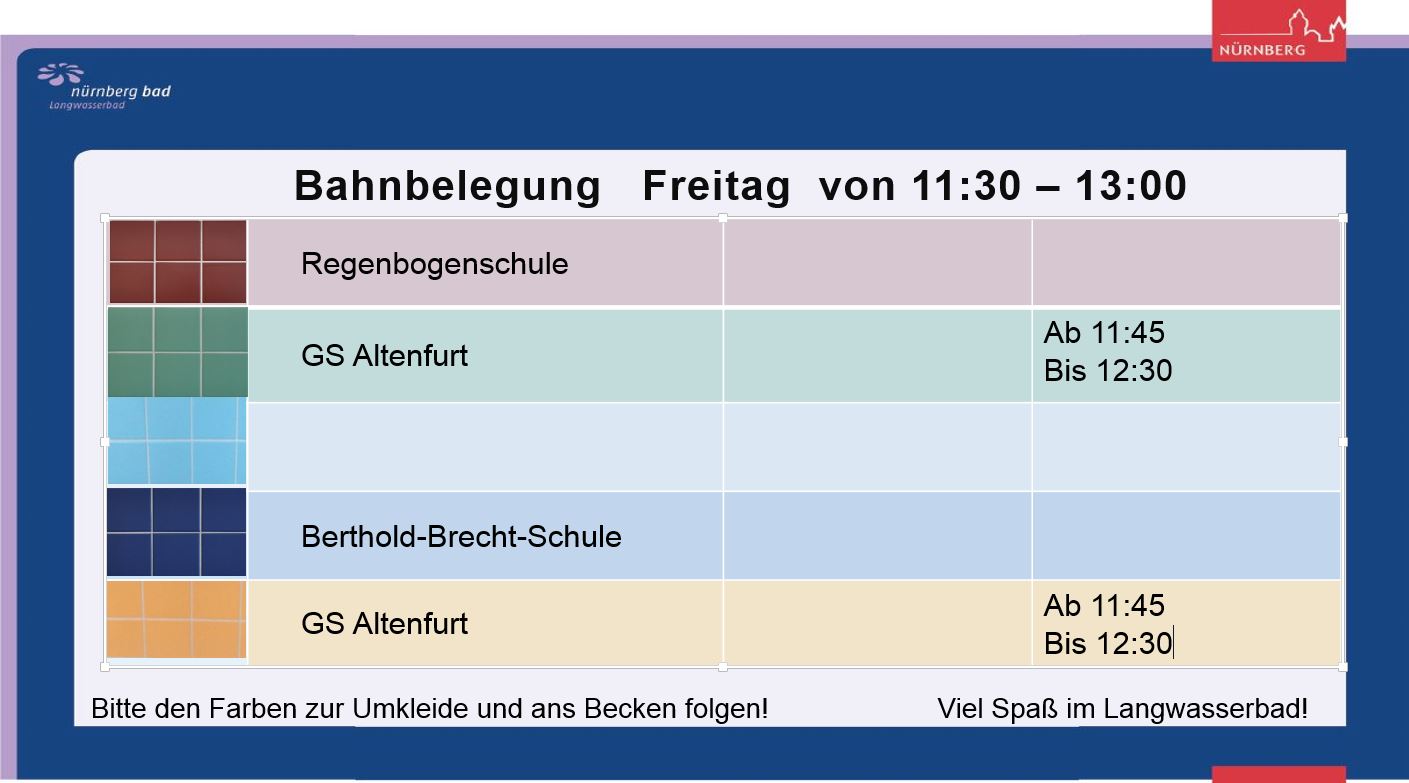 NÜRNBERG
nürnberg bad
Langwasserbad
Bahnbelegung Freitag von 11:30 – 13:00
Regenbogenschule
GS Altenfurt
Ab 11:45
Bis 12:30
Berthold-Brecht-Schule
GS Altenfurt
Ab 11:45
Bis 12:30
Bitte den Farben zur Umkleide und ans Becken folgen! Viel Spaß im Langwasserbad!